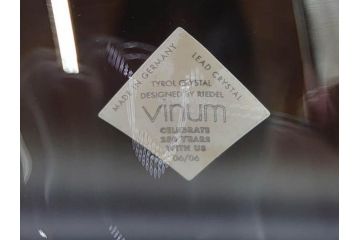 MADE IN GERMANY
LEAD CRYSTAL
TYROL CRYSTAL
DESIGNED BY RIEDEL
vinum
CELEBRATE
250 YEARS
WITH US
06/06